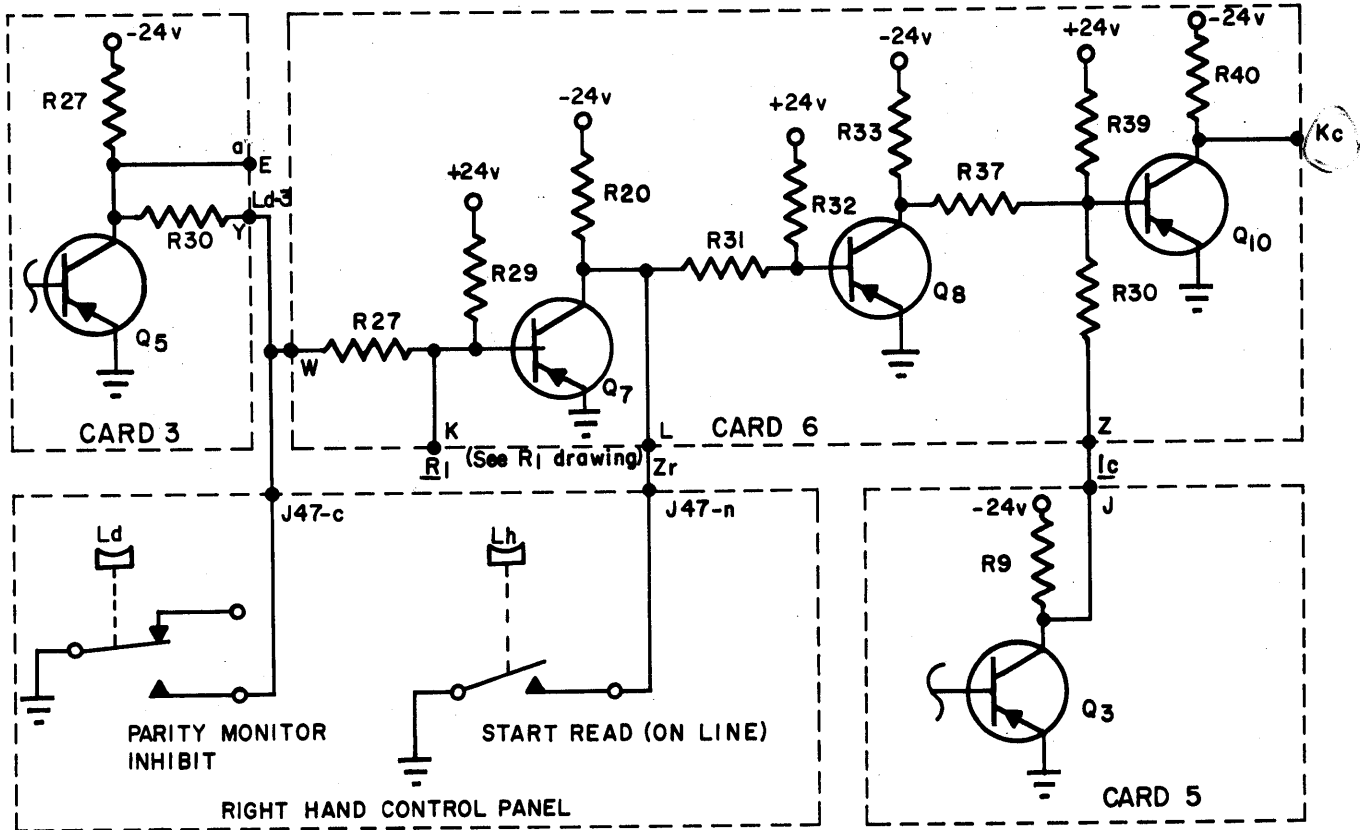 -24v
R27
a
E
Ld-3
R30
Y
Q5
CARD 3
+24v
R29
R27
W
K
R1
(See R1 drawing)
-24v
R20
Q7
L
Zr
CARD 6
+24v
R31
R32
-24v
R33
Q8
R37
+24v
R39
R30
-24v
R40
Kc
Q10
Z
Ic
J
J47-c
Ld
PARITY MONITOR
INHIBIT
J47-n
Lh
START READ (ON LINE)
RIGHT HAND CONTROL PANEL
-24v
R9
Q3
CARD 5